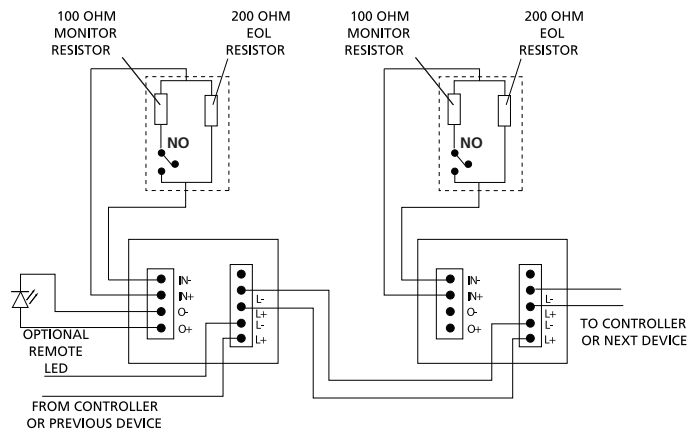 100 OHM
MONITOR
RESISTOR
200 OHM
EOL
RESISTOR
100 OHM
MONITOR
RESISTOR
200 OHM
EOL
RESISTOR
NO
NO
IN-
IN+
O-
O+
L-
L+
L-
L+
IN-
IN+
O-
O+
L-
L+
L-
L+
OPTIONAL
REMOTE
LED
TO CONTROLLER
OR NEXT DEVICE
FROM CONTROLLER
OR PREVIOUS DEVICE